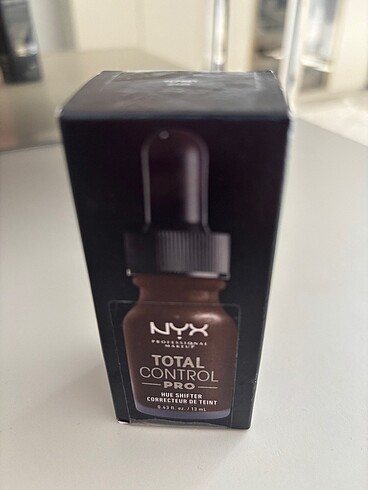 NYX
PROFESSIONAL
MAKEUP
TOTAL
CONTROL
PRO
HUE SHIFTER
CORRECTEUR DE TEINT
0.43 fl. oz. / 13 mL